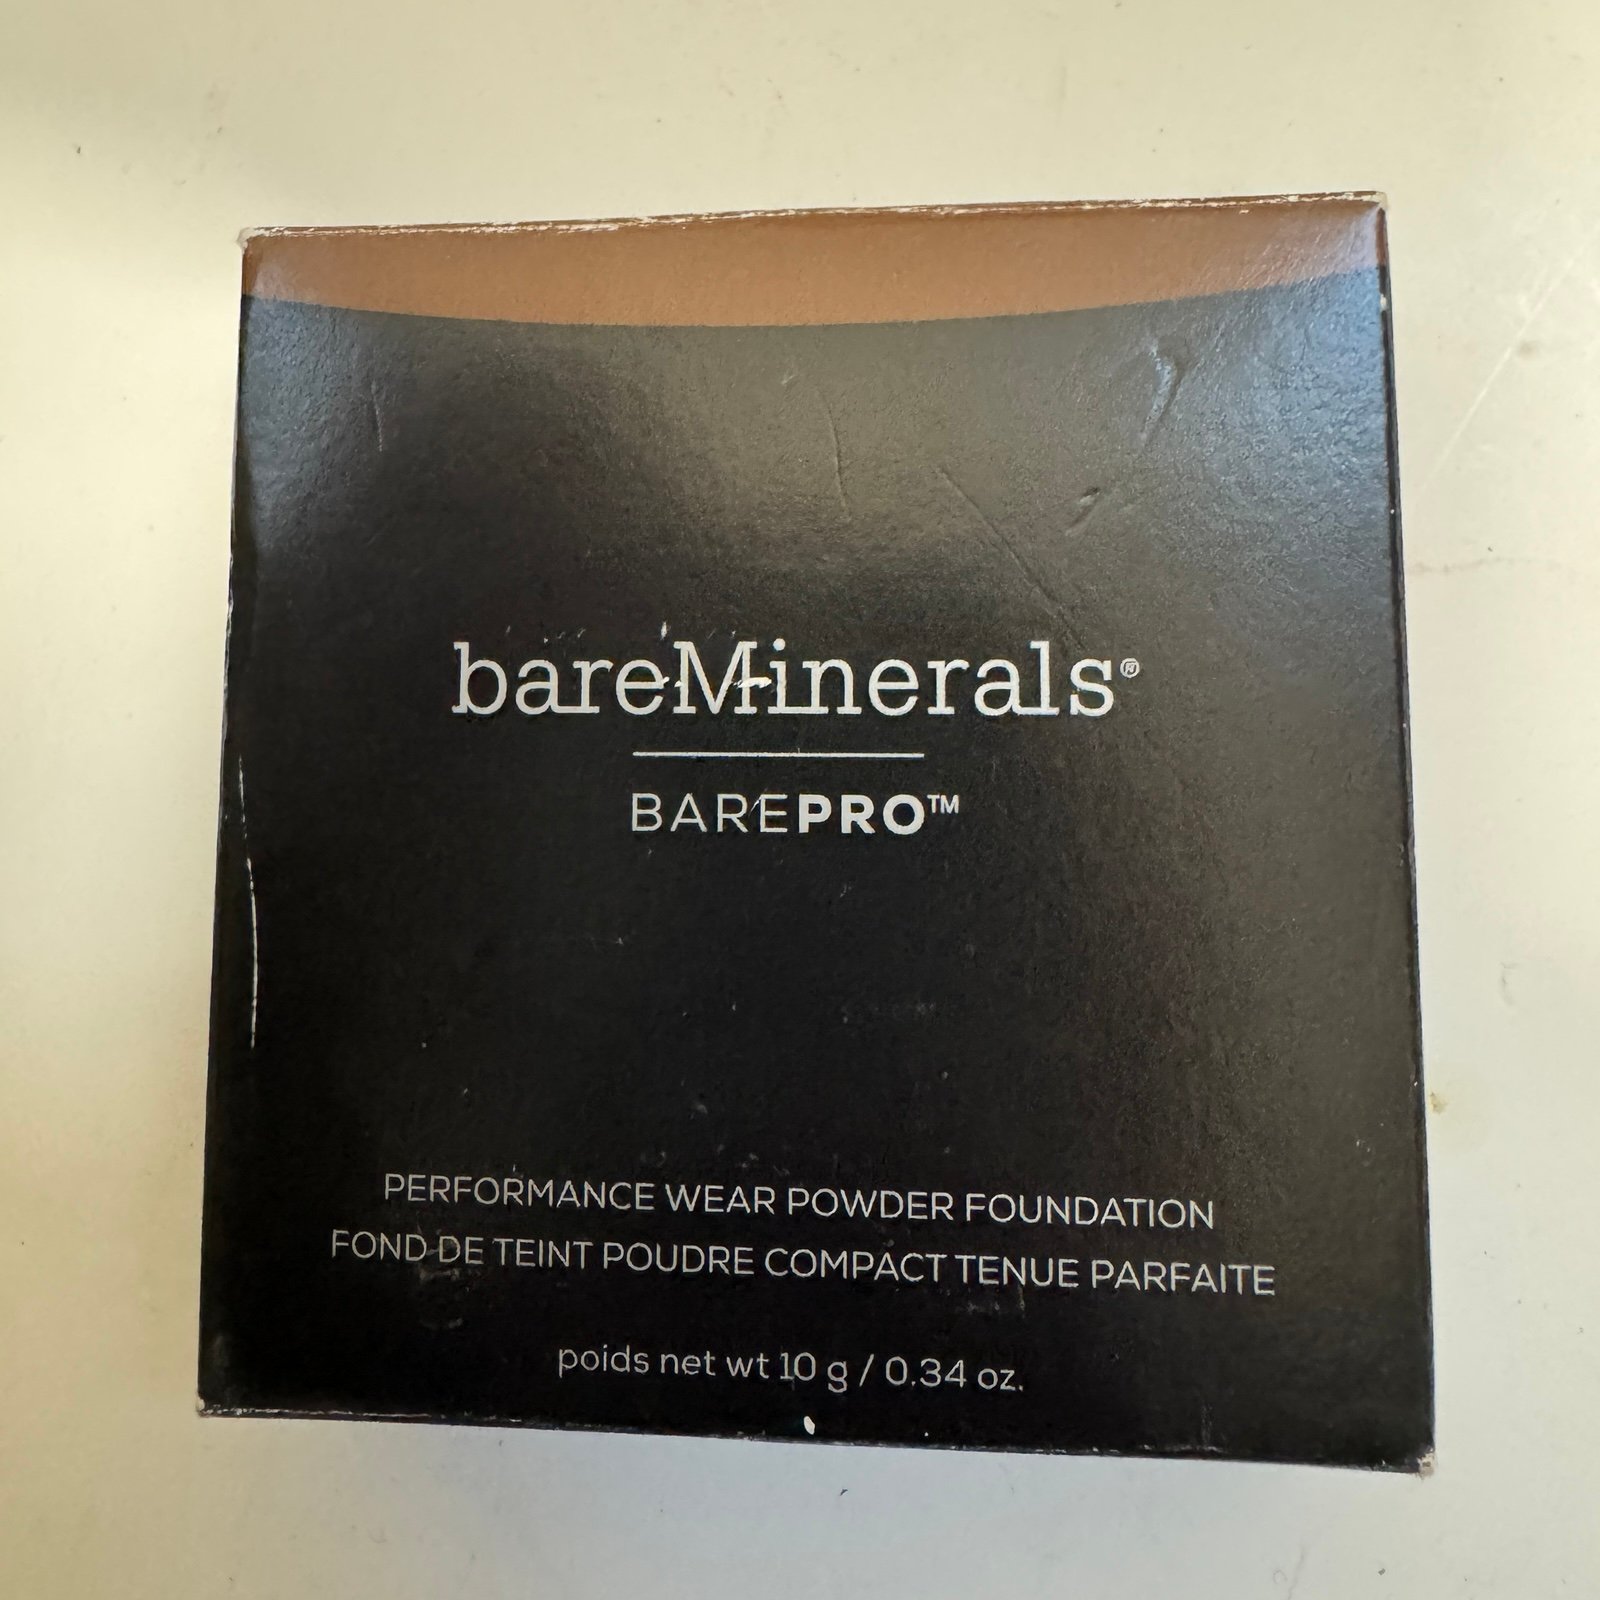 bareMinerals®
BAREPRO™
PERFORMANCE WEAR POWDER FOUNDATION
FOND DE TEINT POUDRE COMPACT TENUE PARFAITE
poids net wt 10 g / 0.34 oz.